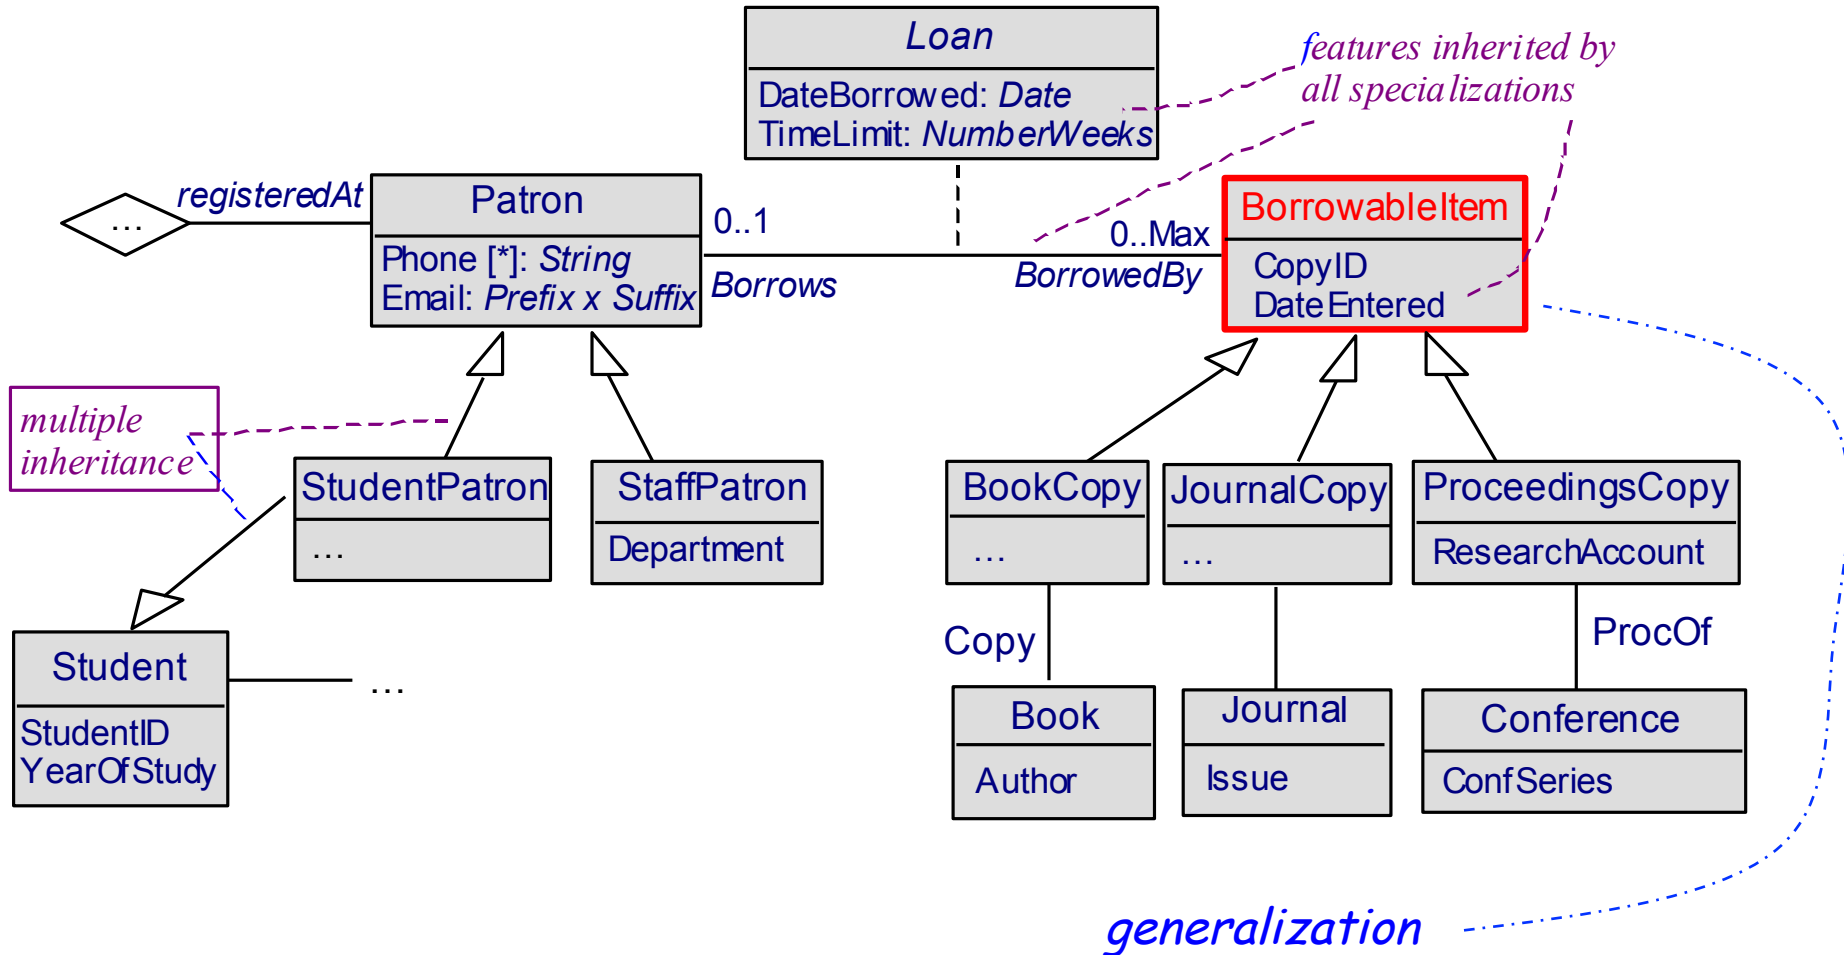 Loan
DateBorrowed: Date
TimeLimit: NumberWeeks
features inherited by
all specializations
...
registeredAt
Patron
Phone [*]: String
Email: Prefix x Suffix
0..1
Borrows
0..Max
BorrowedBy
BorrowableItem
CopyID
DateEntered
multiple
inheritance
StudentPatron
...
StaffPatron
Department
BookCopy
...
JournalCopy
...
ProceedingsCopy
ResearchAccount
Copy
ProcOf
Student
StudentID
YearOfStudy
...
Book
Author
Journal
Issue
Conference
ConfSeries
generalization